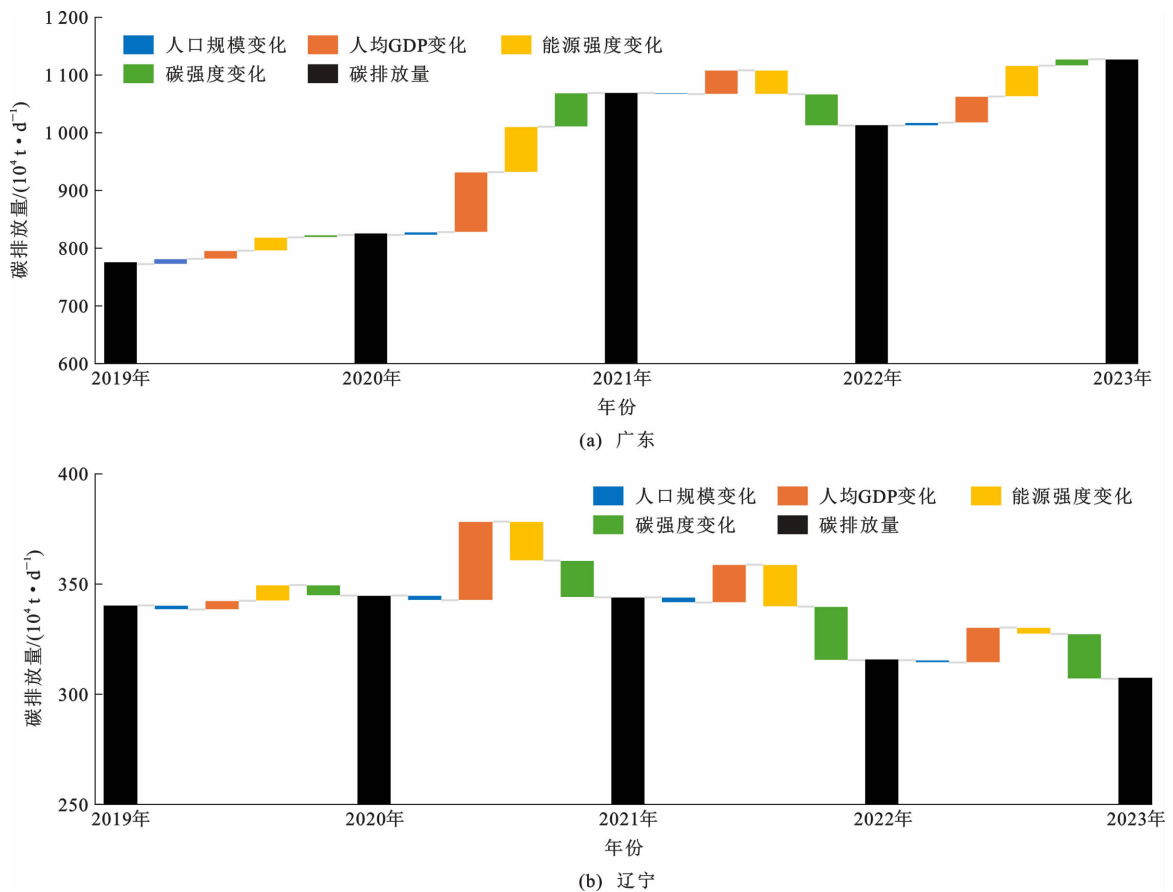 1 200
人口规模变化 人均GDP变化 能源强度变化
碳强度变化 碳排放量
1 100
1 000
900
800
700
600
碳排放量/(10⁴ t·d⁻¹)
2019年 2020年 2021年 2022年 2023年
年份
(a) 广东
400
人口规模变化 人均GDP变化 能源强度变化
碳强度变化 碳排放量
350
300
250
碳排放量/(10⁴ t·d⁻¹)
2019年 2020年 2021年 2022年 2023年
年份
(b) 辽宁